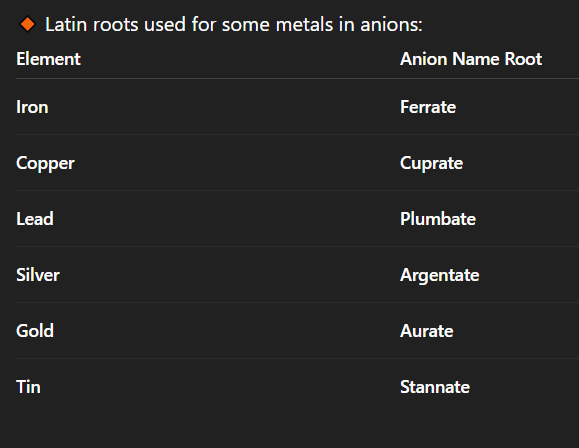 Latin roots used for some metals in anions:
Element Anion Name Root
Iron Ferrate
Copper Cuprate
Lead Plumbate
Silver Argentate
Gold Aurate
Tin Stannate